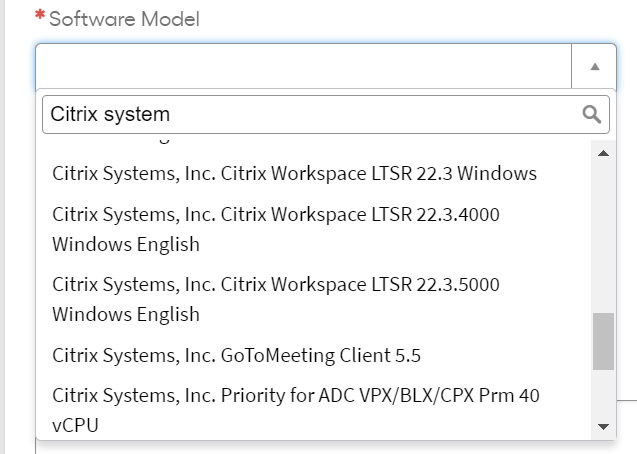 * Software Model
Citrix system
Citrix Systems, Inc. Citrix Workspace LTSR 22.3 Windows
Citrix Systems, Inc. Citrix Workspace LTSR 22.3.4000
Windows English
Citrix Systems, Inc. Citrix Workspace LTSR 22.3.5000
Windows English
Citrix Systems, Inc. GoToMeeting Client 5.5
Citrix Systems, Inc. Priority for ADC VPX/BLX/CPX Prm 40
vCPU